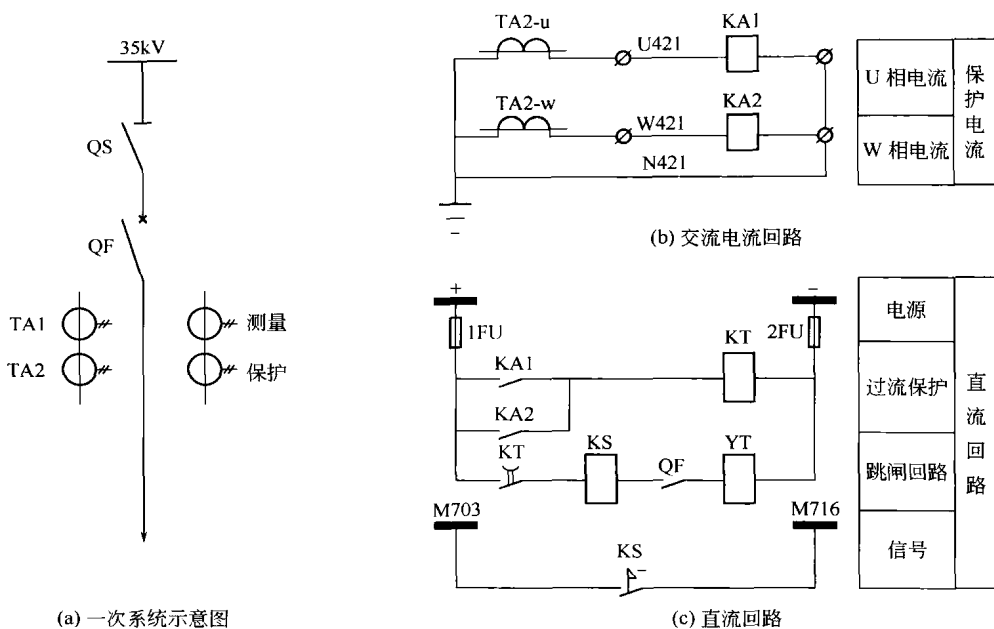 35kV
QS
QF
TA1
TA2
测量
保护
(a) 一次系统示意图
TA2-u
U421
KA1
TA2-w
W421
KA2
N421
U 相电流
W 相电流
保护电流
(b) 交流电流回路
+
−
1FU
2FU
KA1
KT
KA2
KT
KS
QF
YT
M703
M716
KS
电源
过流保护
跳闸回路
信号
直流回路
(c) 直流回路